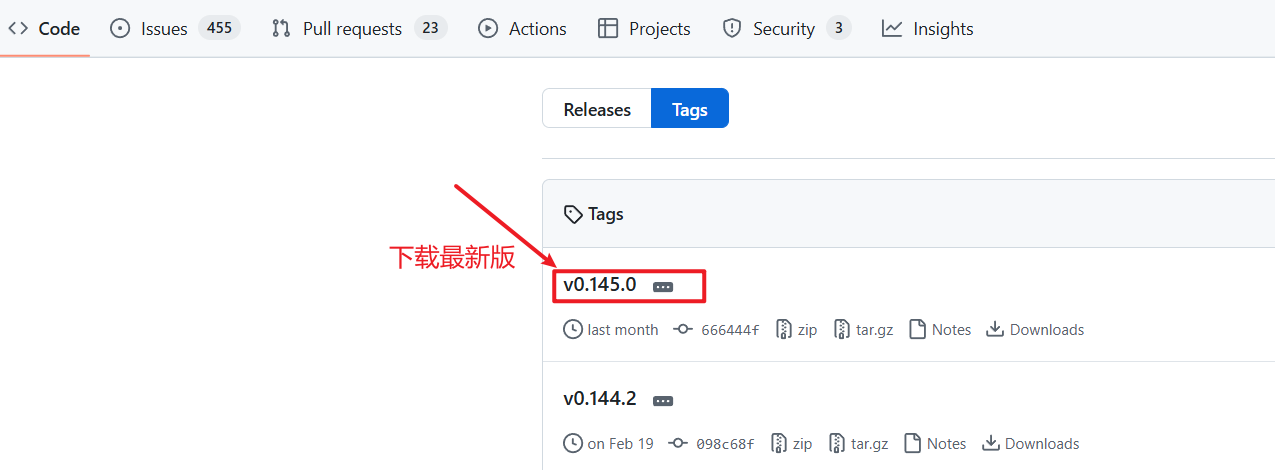 Code Issues 455 Pull requests 23 Actions Projects Security 3 Insights
Releases Tags
Tags
下载最新版
v0.145.0
last month 666444f zip tar.gz Notes Downloads
v0.144.2
on Feb 19 098c68f zip tar.gz Notes Downloads